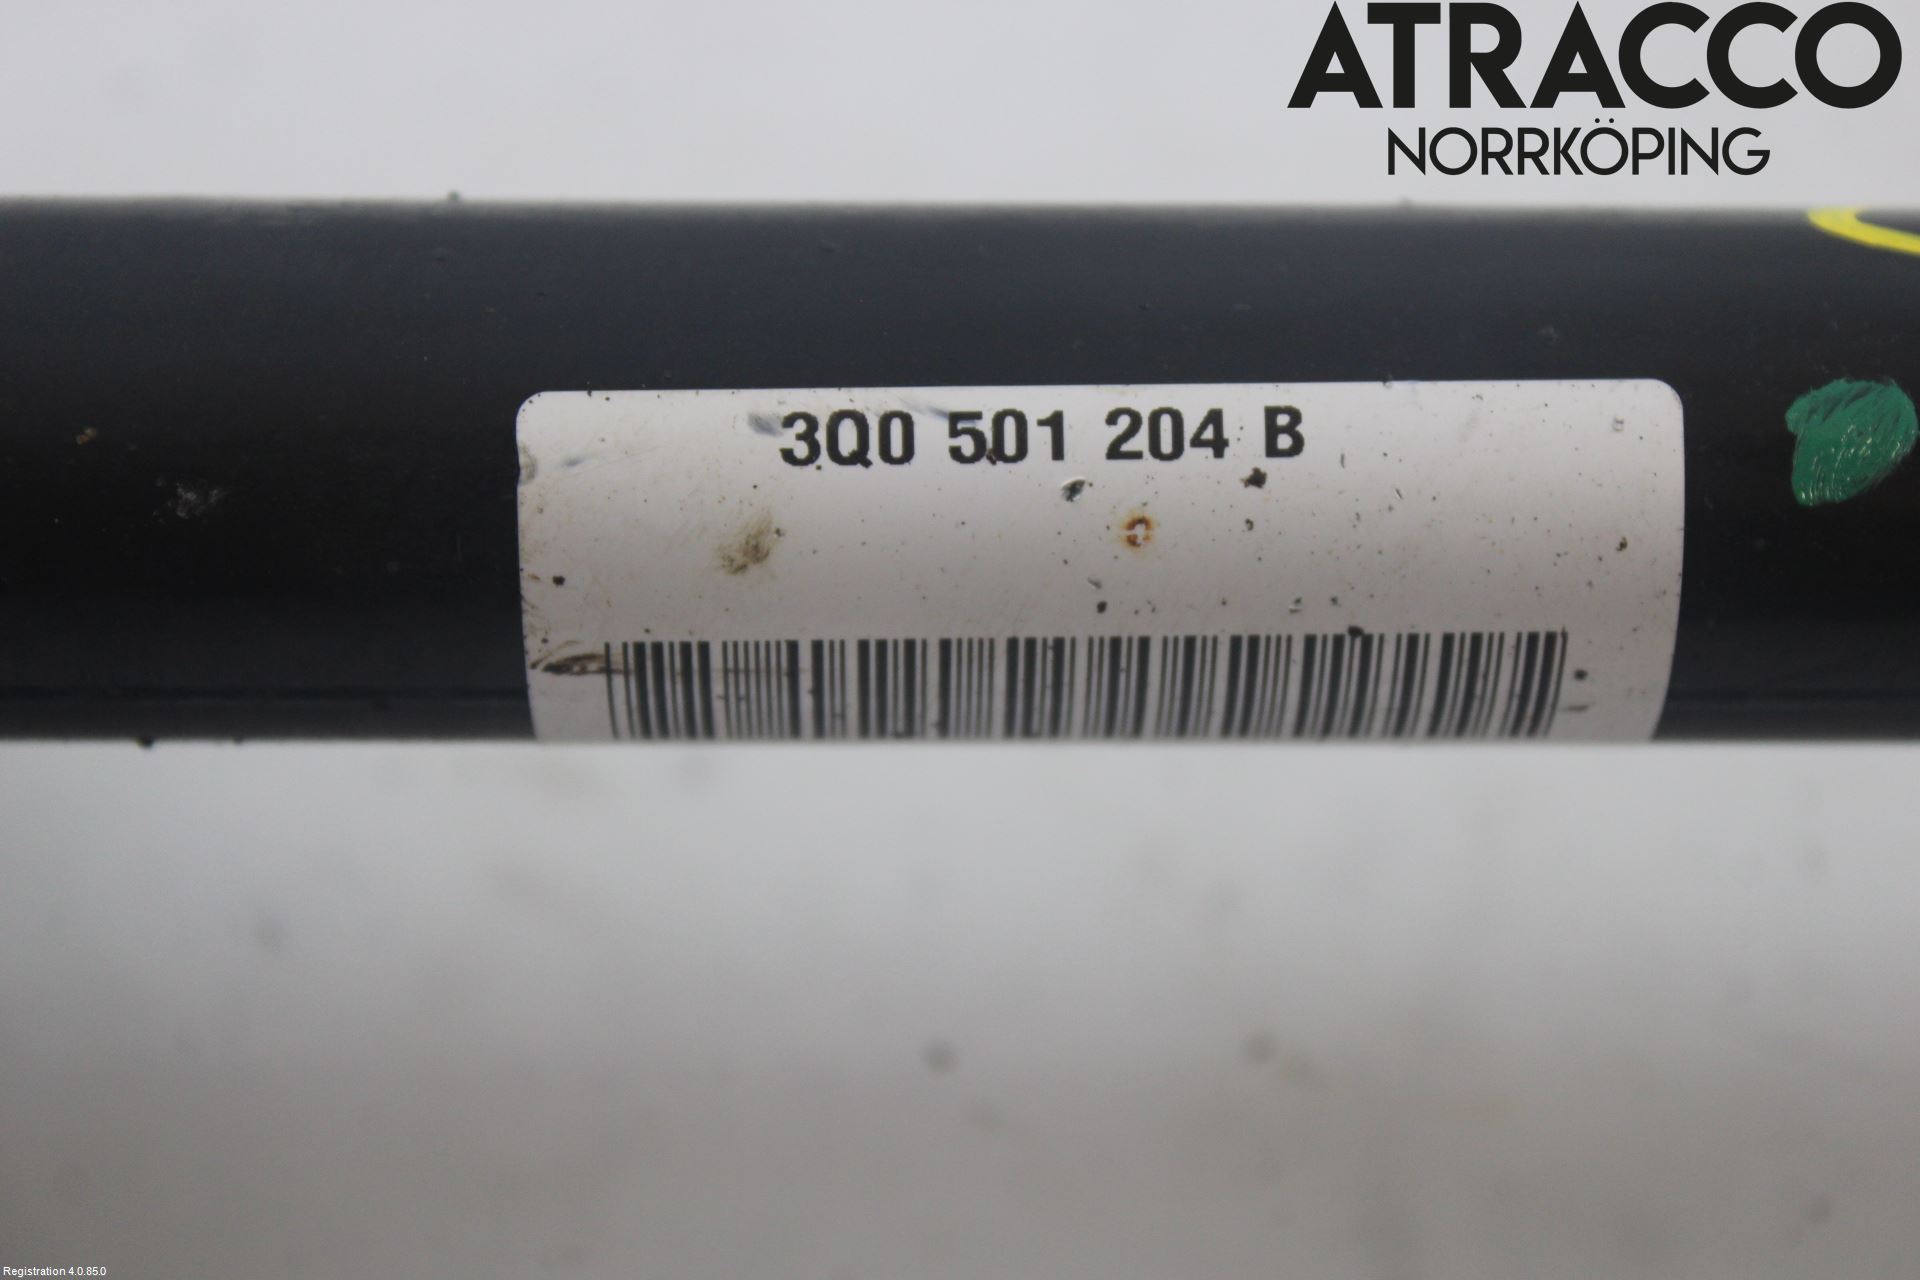 ATRACCO
NORRKÖPING
3Q0 501 204 B
Registration 4.0.85.0